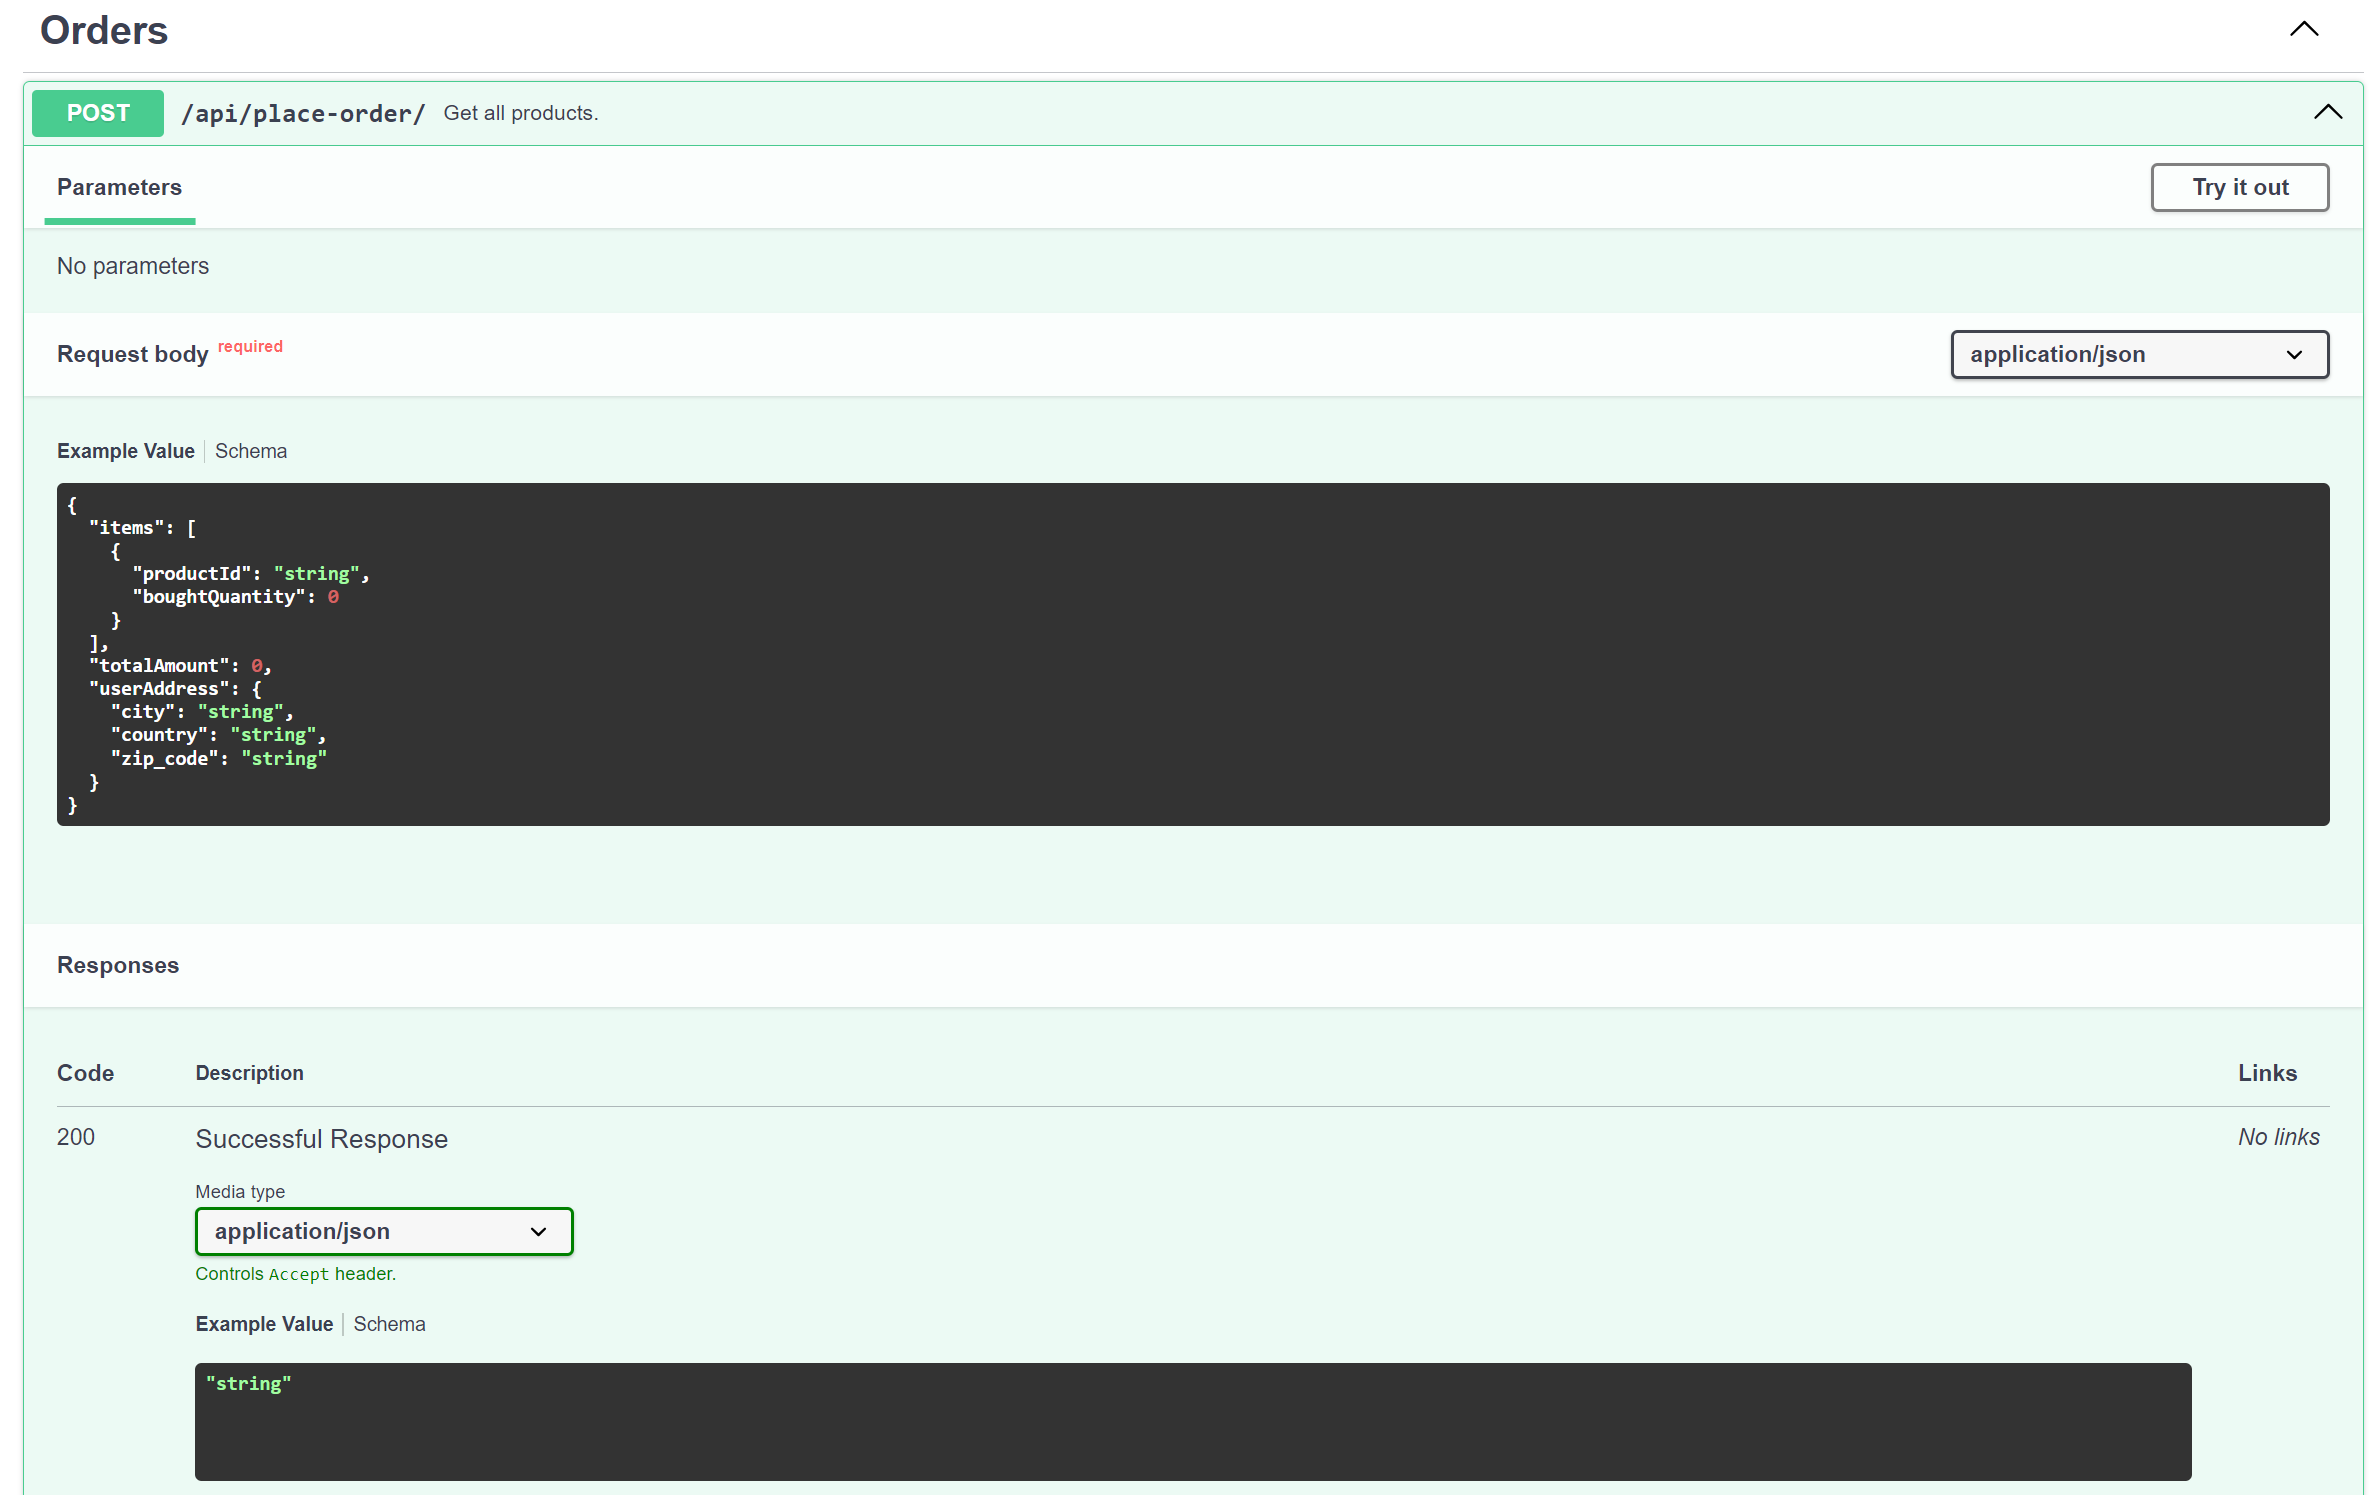 Orders
POST /api/place-order/ Get all products.
Parameters
Try it out
No parameters
Request body required
application/json
Example Value
Schema
{
  "items": [
    {
      "productId": "string",
      "boughtQuantity": 0
    }
  ],
  "totalAmount": 0,
  "userAddress": {
    "city": "string",
    "country": "string",
    "zip_code": "string"
  }
}
Responses
Code Description Links
200 Successful Response No links
Media type
application/json
Controls Accept header.
Example Value
Schema
"string"